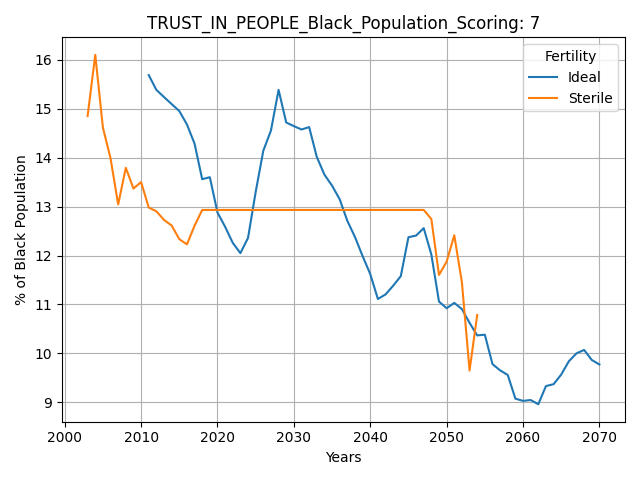 TRUST_IN_PEOPLE_Black_Population_Scoring: 7
Fertility
Ideal
Sterile
% of Black Population
16
15
14
13
12
11
10
9
2000 2010 2020 2030 2040 2050 2060 2070
Years